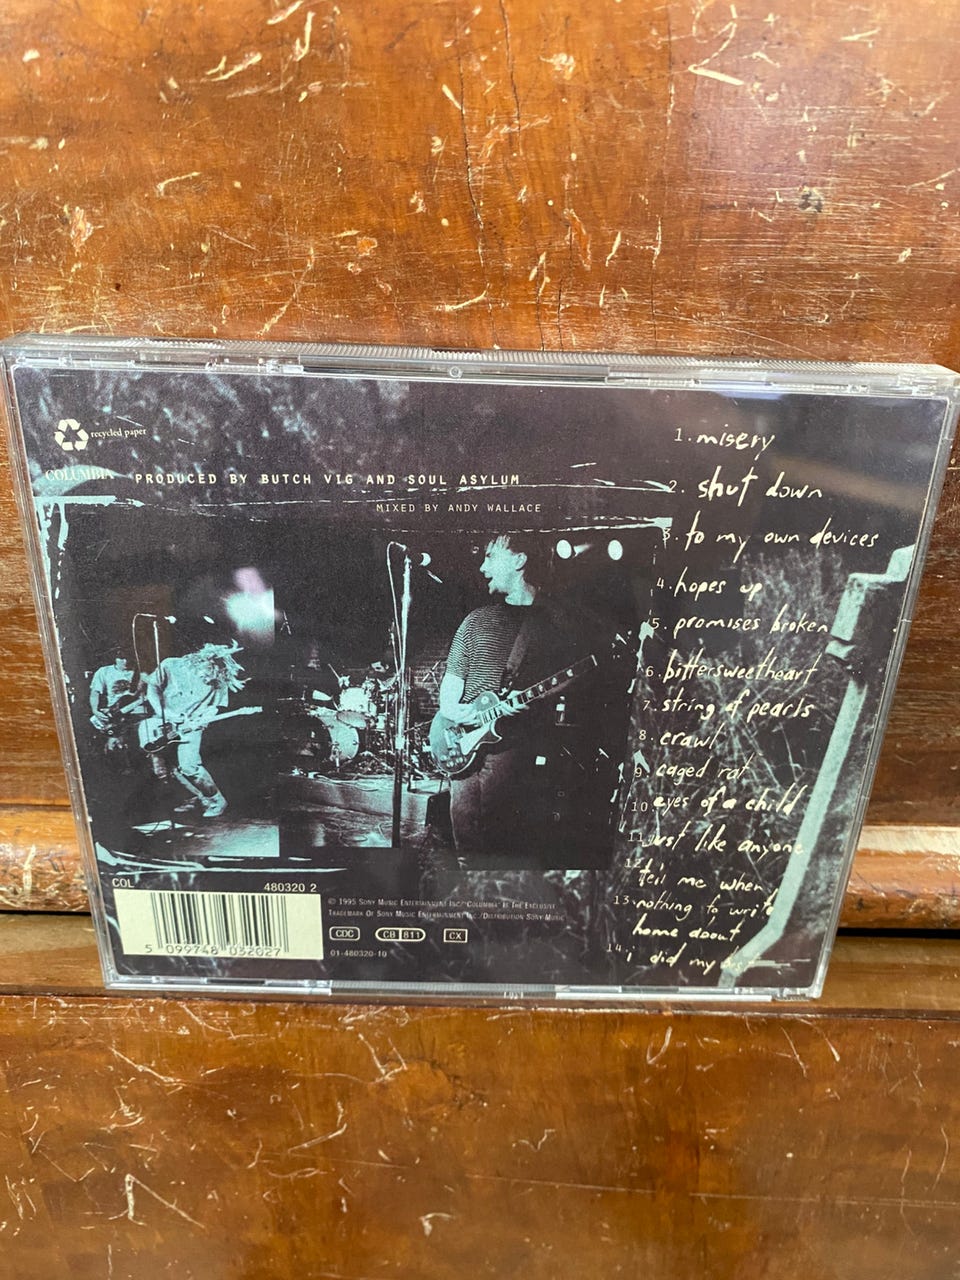 recycled paper
COLUMBIA
PRODUCED BY BUTCH VIG AND SOUL ASYLUM
MIXED BY ANDY WALLACE
1. misery
2. shut down
3. to my own devices
4. hopes up
5. promises broken
6. bittersweetheart
7. string of pearls
8. crawl
9. caged rat
10 eyes of a child
11. just like anyone
12. tell me when
13. nothing to write
home about
14. i did my best
COL 480320 2
5 099748 032027
© 1995 SONY MUSIC ENTERTAINMENT INC/"COLUMBIA" IS THE EXCLUSIVE
TRADEMARK OF SONY MUSIC ENTERTAINMENT INC/DISTRIBUTION SONY MUSIC
CDC CB 811 CX
01-480320-10